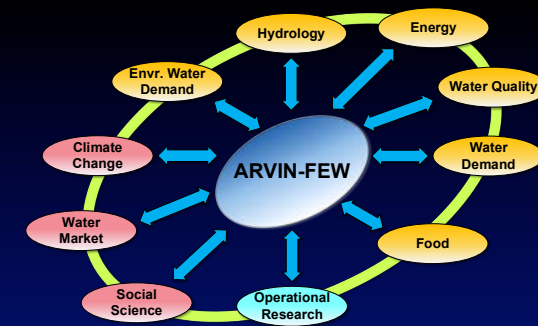 Hydrology
Energy
Envr. Water
Demand
Water Quality
Climate
Change
ARVIN-FEW
Water
Demand
Water
Market
Food
Social
Science
Operational
Research